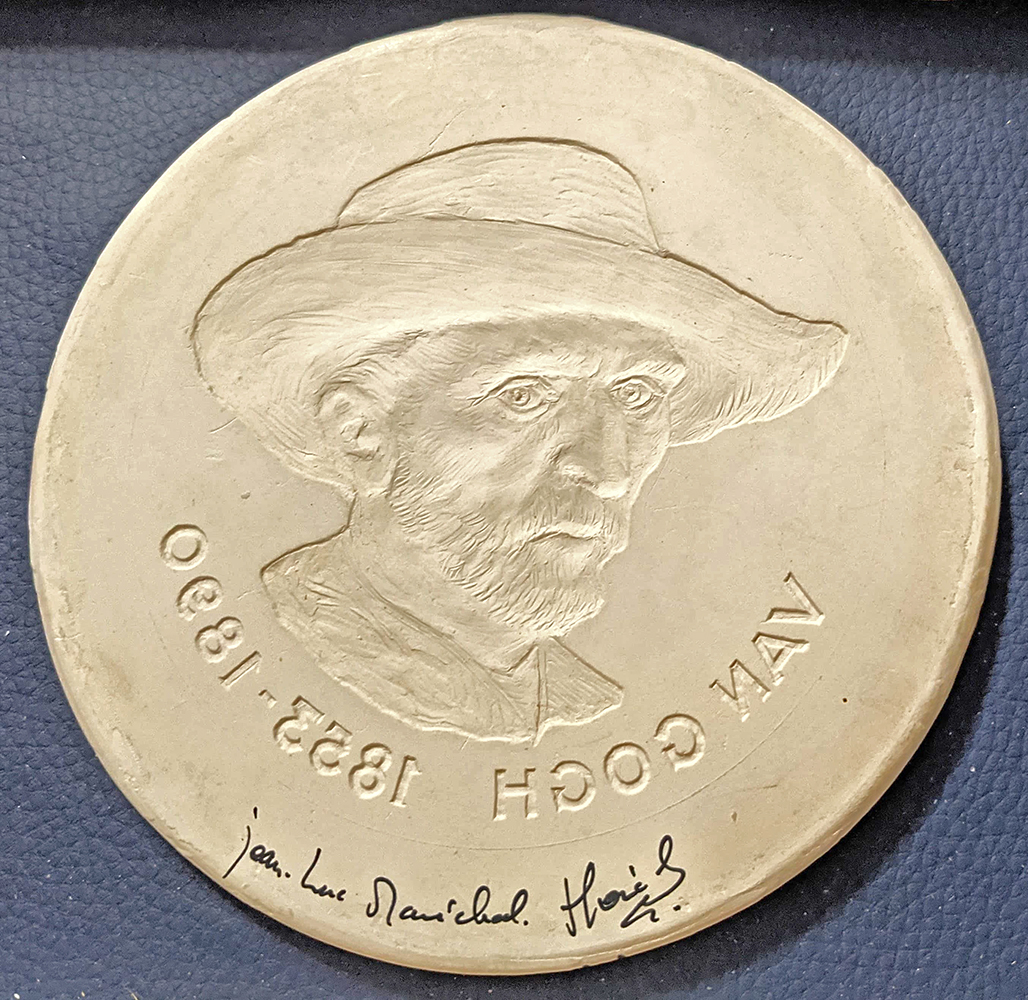 VAN GOGH 1853-1890
jean-Luc Maréchal.